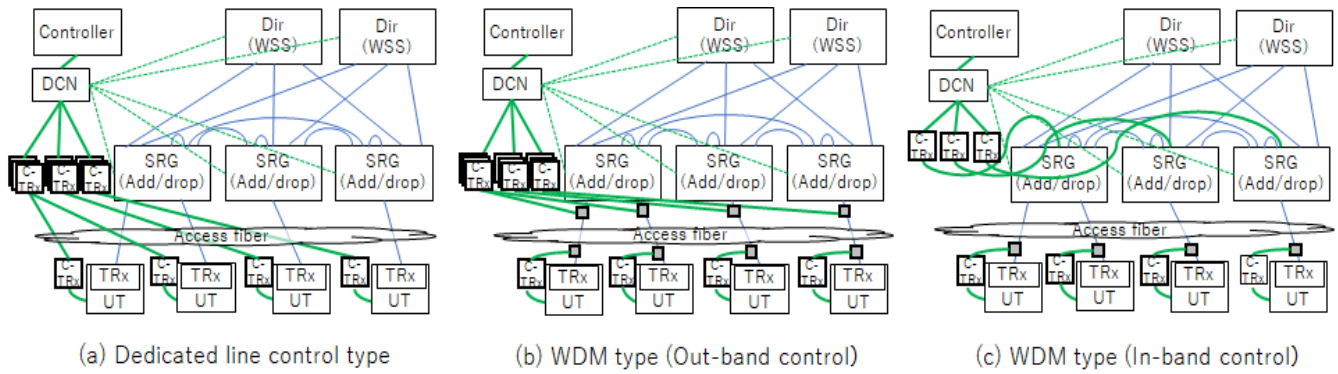 Controller
Dir
(WSS)
Dir
(WSS)
DCN
C-
TRx
C-
TRx
C-
TRx
SRG
(Add/drop)
SRG
(Add/drop)
SRG
(Add/drop)
Access fiber
C-
TRx
TRx
UT
C-
TRx
TRx
UT
C-
TRx
TRx
UT
C-
TRx
TRx
UT
(a) Dedicated line control type
Controller
Dir
(WSS)
Dir
(WSS)
DCN
C-
TRx
C-
TRx
C-
TRx
SRG
(Add/drop)
SRG
(Add/drop)
SRG
(Add/drop)
Access fiber
C-
TRx
TRx
UT
C-
TRx
TRx
UT
C-
TRx
TRx
UT
C-
TRx
TRx
UT
(b) WDM type (Out-band control)
Controller
Dir
(WSS)
Dir
(WSS)
DCN
C-
TRx
C-
TRx
C-
TRx
SRG
(Add/drop)
SRG
(Add/drop)
SRG
(Add/drop)
Access fiber
C-
TRx
TRx
UT
C-
TRx
TRx
UT
C-
TRx
TRx
UT
C-
TRx
TRx
UT
(c) WDM type (In-band control)